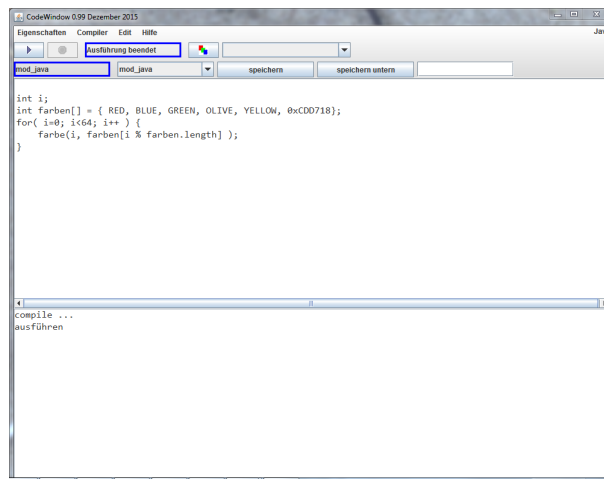 CodeWindow 0.99 Dezember 2015
Eigenschaften Compiler Edit Hilfe
Ausführung beendet
mod_java mod_java speichern speichern untern
int i;
int farben[] = { RED, BLUE, GREEN, OLIVE, YELLOW, 0xCDD718};
for( i=0; i<64; i++ ) {
    farbe(i, farben[i % farben.length] );
}
compile ...
ausführen